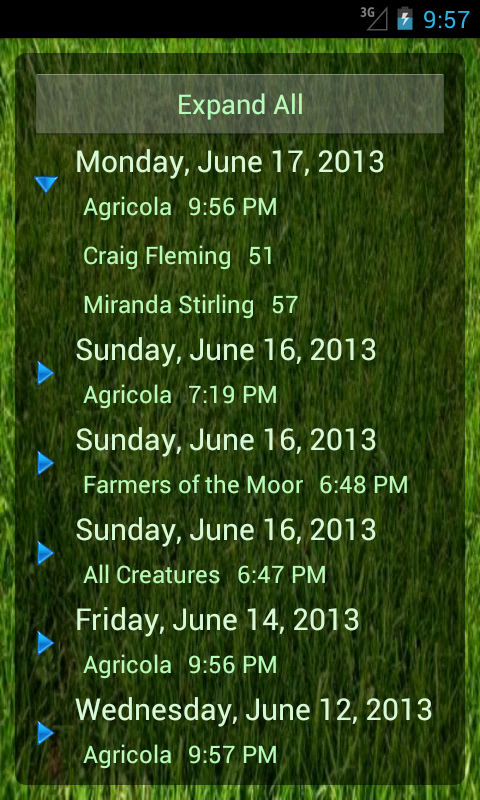 3G 9:57
Expand All
Monday, June 17, 2013
Agricola 9:56 PM
Craig Fleming 51
Miranda Stirling 57
Sunday, June 16, 2013
Agricola 7:19 PM
Sunday, June 16, 2013
Farmers of the Moor 6:48 PM
Sunday, June 16, 2013
All Creatures 6:47 PM
Friday, June 14, 2013
Agricola 9:56 PM
Wednesday, June 12, 2013
Agricola 9:57 PM